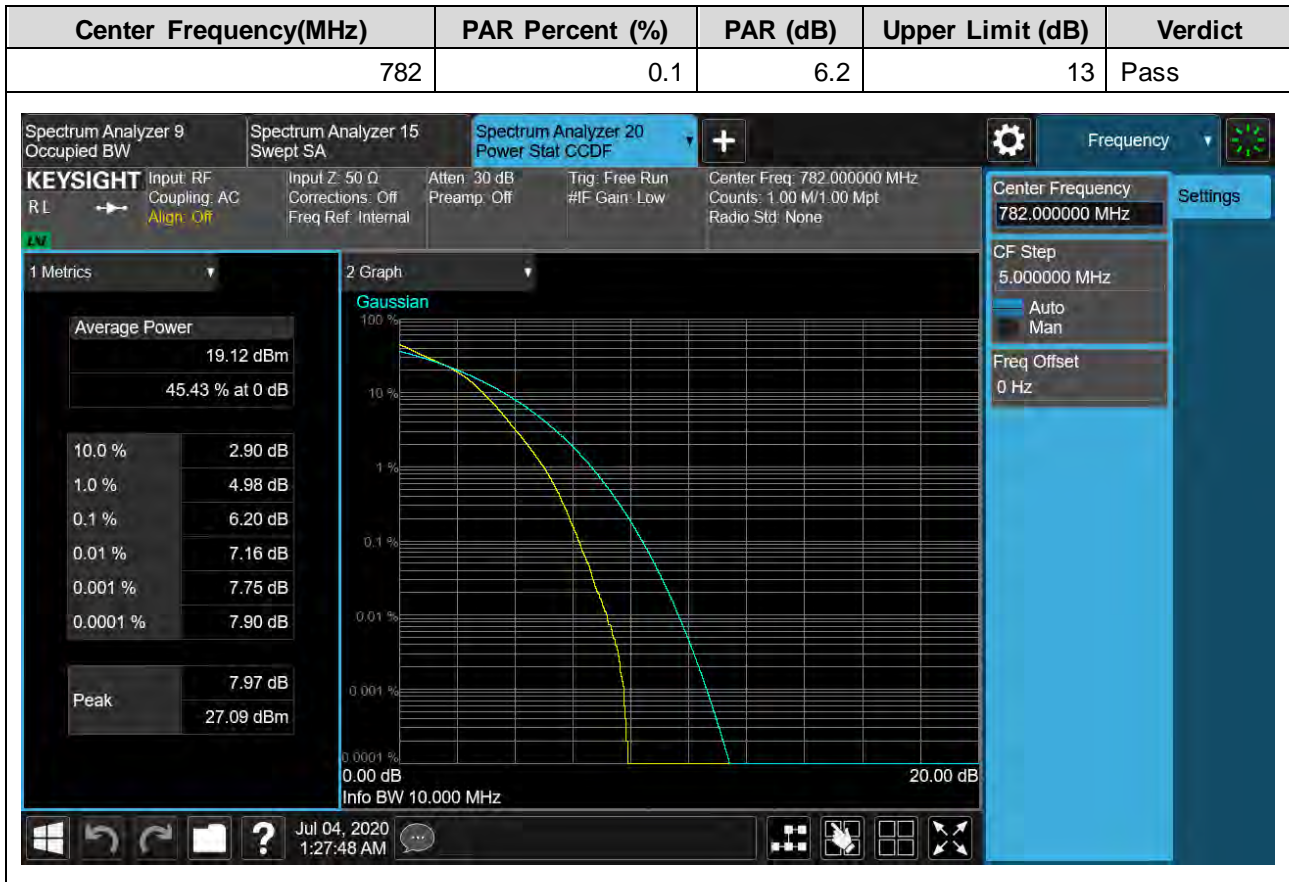 Center Frequency(MHz) PAR Percent (%) PAR (dB) Upper Limit (dB) Verdict
782 0.1 6.2 13 Pass
Spectrum Analyzer 9 Spectrum Analyzer 15 Spectrum Analyzer 20
Occupied BW Swept SA Power Stat CCDF
Frequency
KEYSIGHT Input: RF Input Z: 50 Ω Atten: 30 dB Trig: Free Run Center Freq: 782.000000 MHz
RL Coupling: AC Corrections: Off Preamp: Off #IF Gain: Low Counts: 1.00 M/1.00 Mpt
Align: Off Freq Ref: Internal Radio Std: None
LXI
Center Frequency
782.000000 MHz
Settings
CF Step
5.000000 MHz
Auto
Man
Freq Offset
0 Hz
1 Metrics
Average Power
19.12 dBm
45.43 % at 0 dB
10.0 % 2.90 dB
1.0 % 4.98 dB
0.1 % 6.20 dB
0.01 % 7.16 dB
0.001 % 7.75 dB
0.0001 % 7.90 dB
Peak 7.97 dB
27.09 dBm
2 Graph
Gaussian
100 %
10 %
1 %
0.1 %
0.01 %
0.001 %
0.0001 %
0.00 dB 20.00 dB
Info BW 10.000 MHz
? Jul 04, 2020
1:27:48 AM